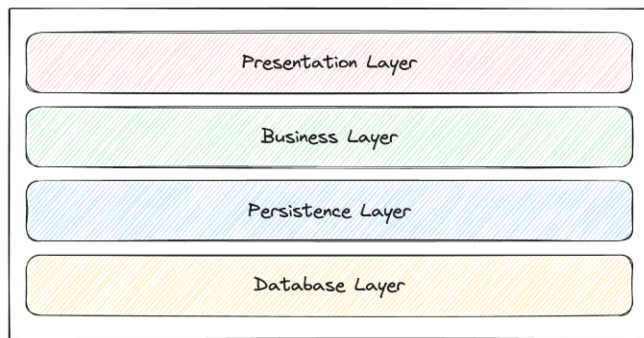 Presentation Layer
Business Layer
Persistence Layer
Database Layer